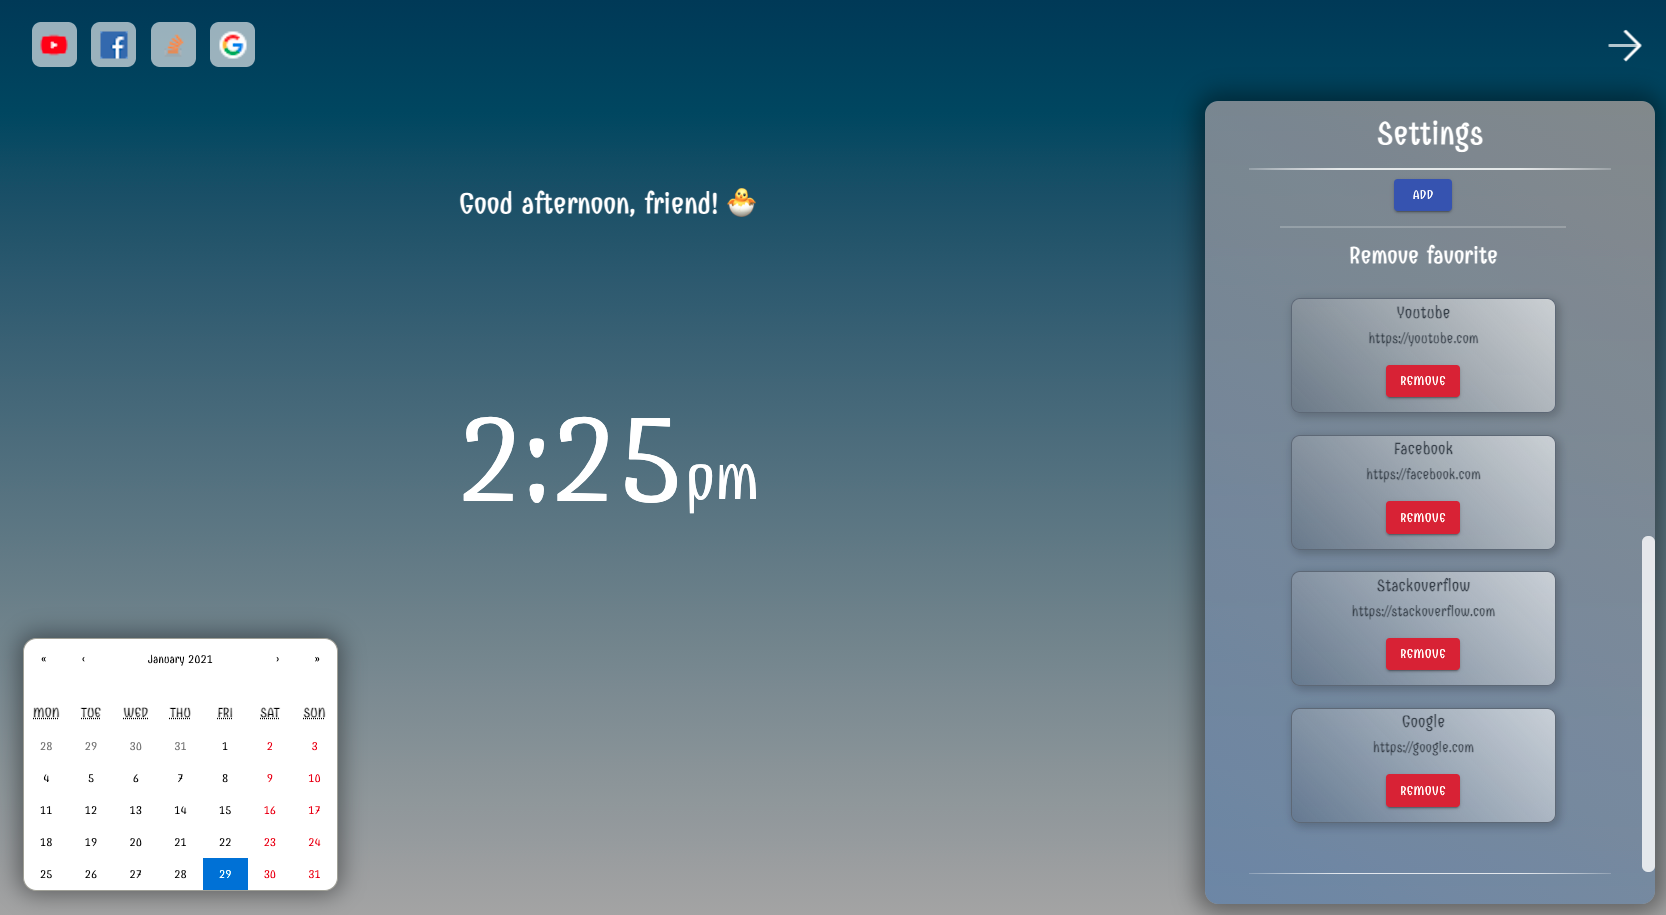 Settings
ADD
Good afternoon, friend! 🐣
Remove favorite
Youtube
https://youtube.com
REMOVE
Facebook
https://facebook.com
REMOVE
2:25pm
Stackoverflow
https://stackoverflow.com
REMOVE
Google
https://google.com
REMOVE
« ‹ January 2021 › »
MON TUE WED THU FRI SAT SUN
28 29 30 31 1 2 3
4 5 6 7 8 9 10
11 12 13 14 15 16 17
18 19 20 21 22 23 24
25 26 27 28 29 30 31